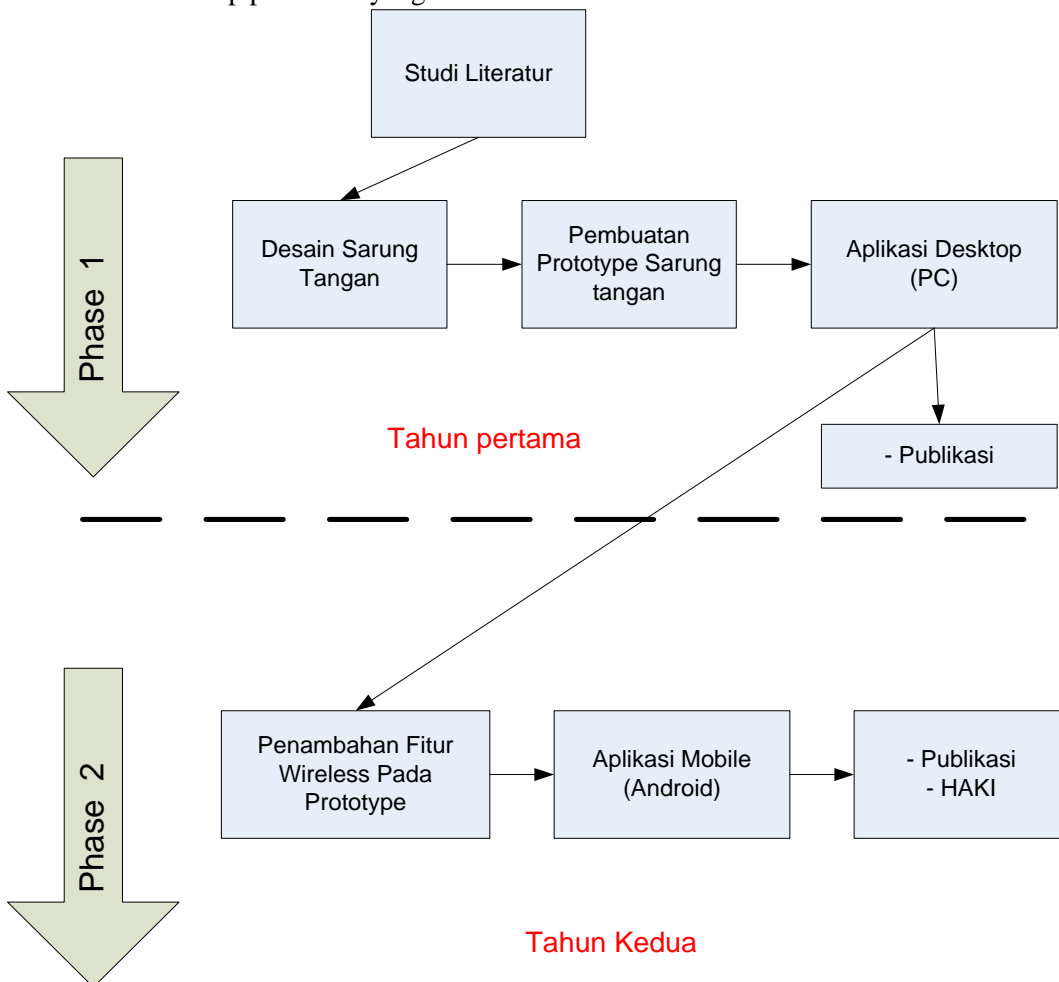 Studi Literatur
Desain Sarung
Tangan
Pembuatan
Prototype Sarung
tangan
Aplikasi Desktop
(PC)
Phase 1
Tahun pertama
- Publikasi
Penambahan Fitur
Wireless Pada
Prototype
Aplikasi Mobile
(Android)
- Publikasi
- HAKI
Phase 2
Tahun Kedua